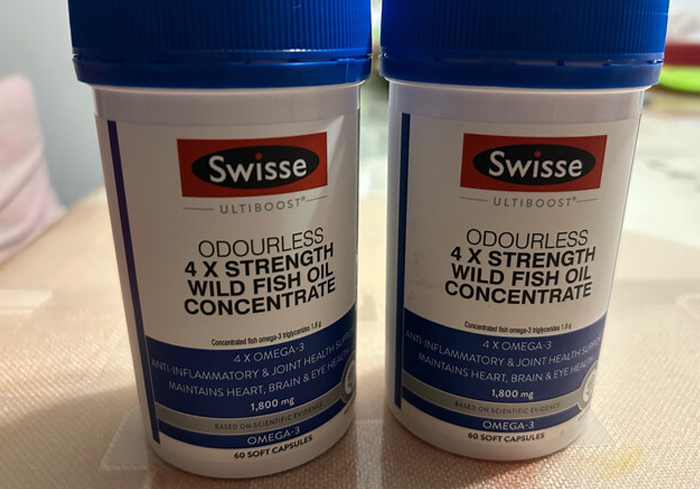 Swisse
ULTIBOOST®
ODOURLESS
4 X STRENGTH
WILD FISH OIL
CONCENTRATE
Concentrated fish omega-3 triglycerides 1.8 g
4 X OMEGA-3
ANTI-INFLAMMATORY & JOINT HEALTH
MAINTAINS HEART, BRAIN & EYE HEALTH
1,800 mg
BASED ON SCIENTIFIC EVIDENCE
OMEGA-3
60 SOFT CAPSULES
Swisse
ULTIBOOST®
ODOURLESS
4 X STRENGTH
WILD FISH OIL
CONCENTRATE
Concentrated fish omega-3 triglycerides 1.8 g
4 X OMEGA-3
ANTI-INFLAMMATORY & JOINT HEALTH
MAINTAINS HEART, BRAIN & EYE HEALTH
1,800 mg
BASED ON SCIENTIFIC EVIDENCE
OMEGA-3
60 SOFT CAPSULES